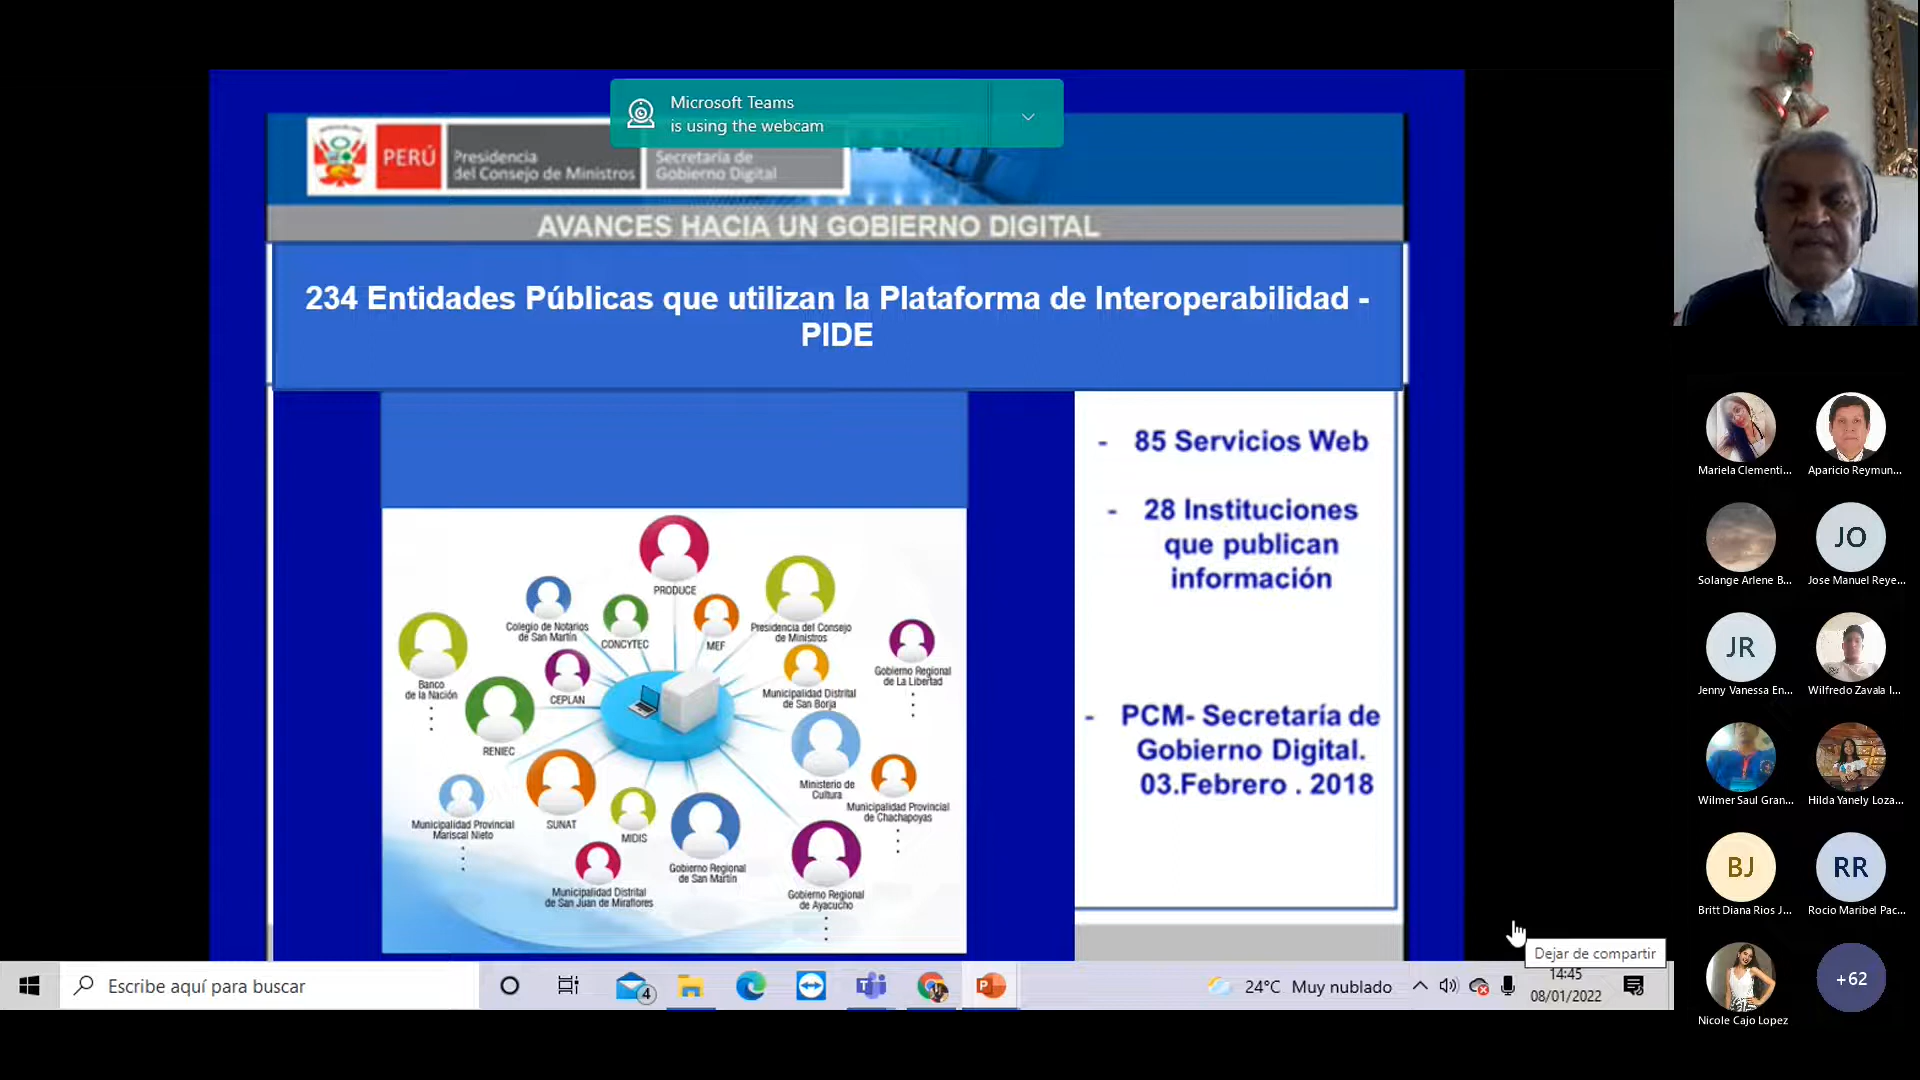 Microsoft Teams
is using the webcam
PERÚ
Presidencia
del Consejo de Ministros
Secretaría de
Gobierno Digital
AVANCES HACIA UN GOBIERNO DIGITAL
234 Entidades Públicas que utilizan la Plataforma de Interoperabilidad -
PIDE
- 85 Servicios Web
- 28 Instituciones
que publican
información
- PCM- Secretaría de
Gobierno Digital.
03.Febrero . 2018
PRODUCE
Colegio de Notarios
de San Martín
CONCYTEC
MEF
Presidencia del Consejo
de Ministros
Banco
de la Nación
CEPLAN
Municipalidad Distrital
de San Borja
Gobierno Regional
de La Libertad
RENIEC
Ministerio de
Cultura
Municipalidad Provincial
Mariscal Nieto
SUNAT
MIDIS
Municipalidad Provincial
de Chachapoyas
Gobierno Regional
de San Martín
Municipalidad Distrital
de San Juan de Miraflores
Gobierno Regional
de Ayacucho
Mariela Clementi...
Aparicio Reymun...
JO
Solange Arlene B...
Jose Manuel Reye...
JR
Jenny Vanessa En...
Wilfredo Zavala I...
Wilmer Saul Gran...
Hilda Yanely Loza...
BJ
RR
Britt Diana Rios J...
Rocio Maribel Pac...
+62
Nicole Cajo Lopez
Dejar de compartir
Escribe aquí para buscar
4
24°C Muy nublado
14:45
08/01/2022